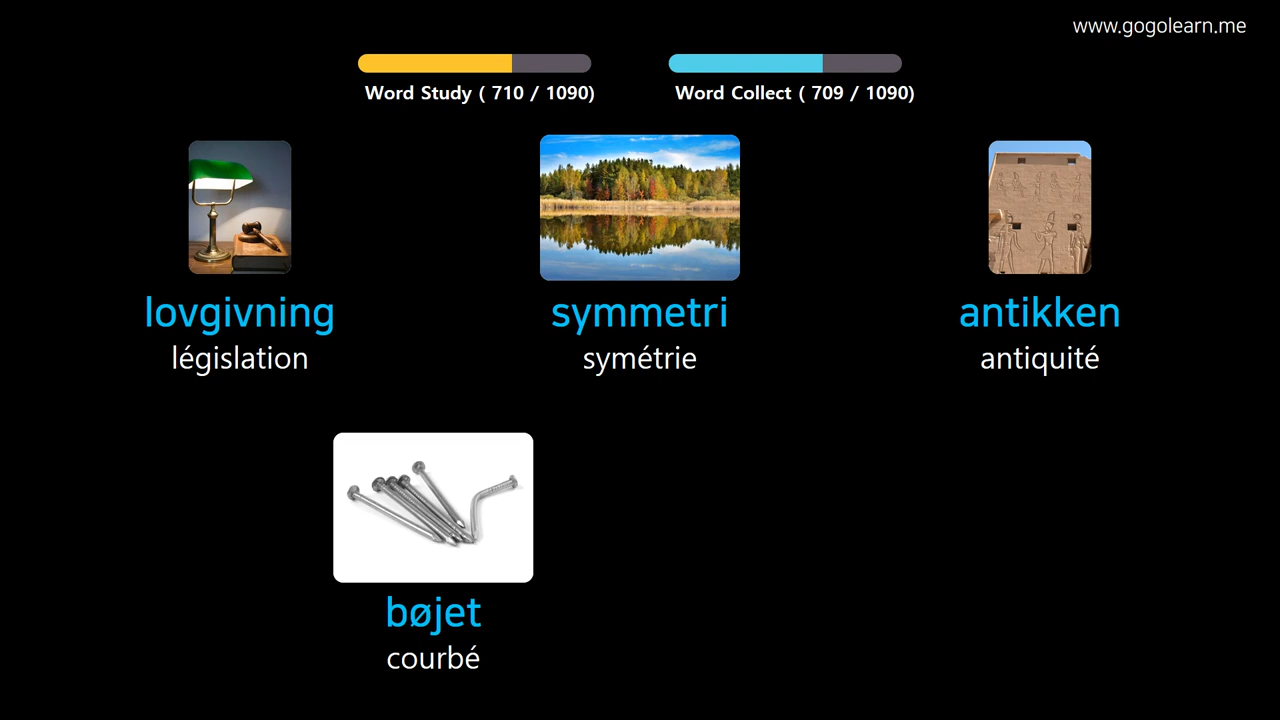 www.gogolearn.me
Word Study ( 710 / 1090)
Word Collect ( 709 / 1090)
lovgivning
législation
symmetri
symétrie
antikken
antiquité
bøjet
courbé